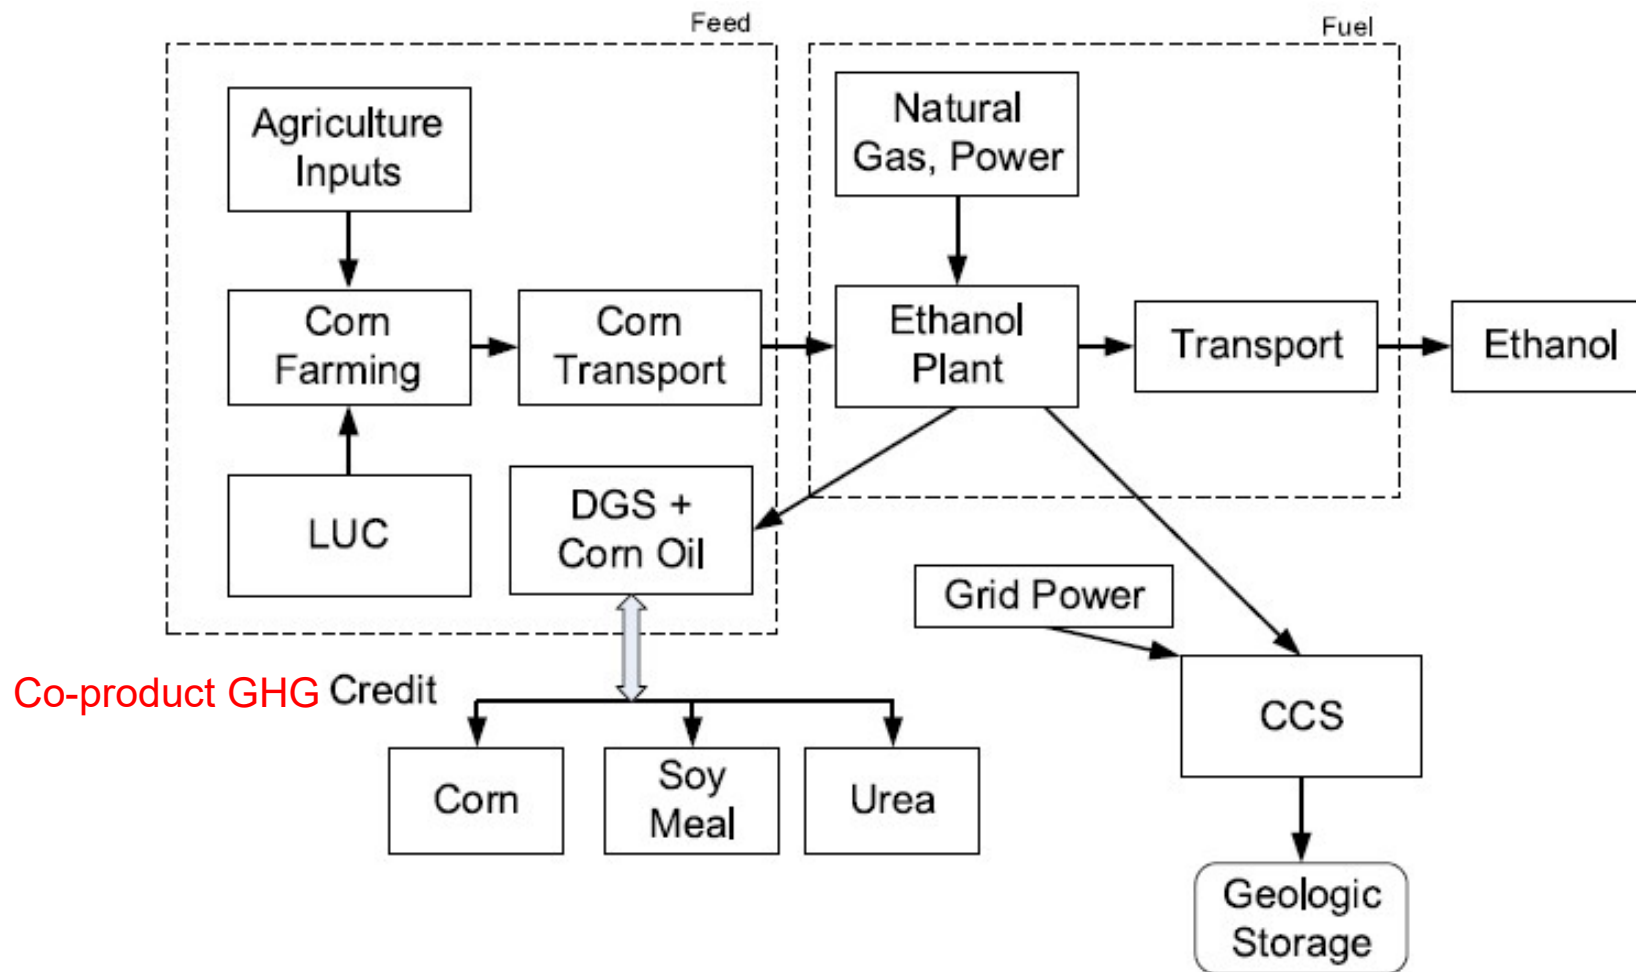 Feed
Fuel
Agriculture
Inputs
Natural
Gas, Power
Corn
Farming
Corn
Transport
Ethanol
Plant
Transport
Ethanol
LUC
DGS +
Corn Oil
Grid Power
Co-product GHG Credit
CCS
Corn
Soy
Meal
Urea
Geologic
Storage